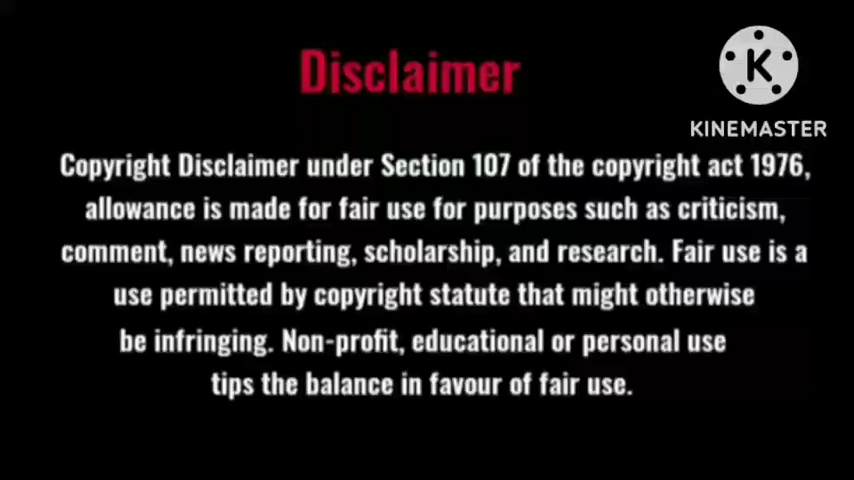 Disclaimer
K
KINEMASTER
Copyright Disclaimer under Section 107 of the copyright act 1976,
allowance is made for fair use for purposes such as criticism,
comment, news reporting, scholarship, and research. Fair use is a
use permitted by copyright statute that might otherwise
be infringing. Non-profit, educational or personal use
tips the balance in favour of fair use.